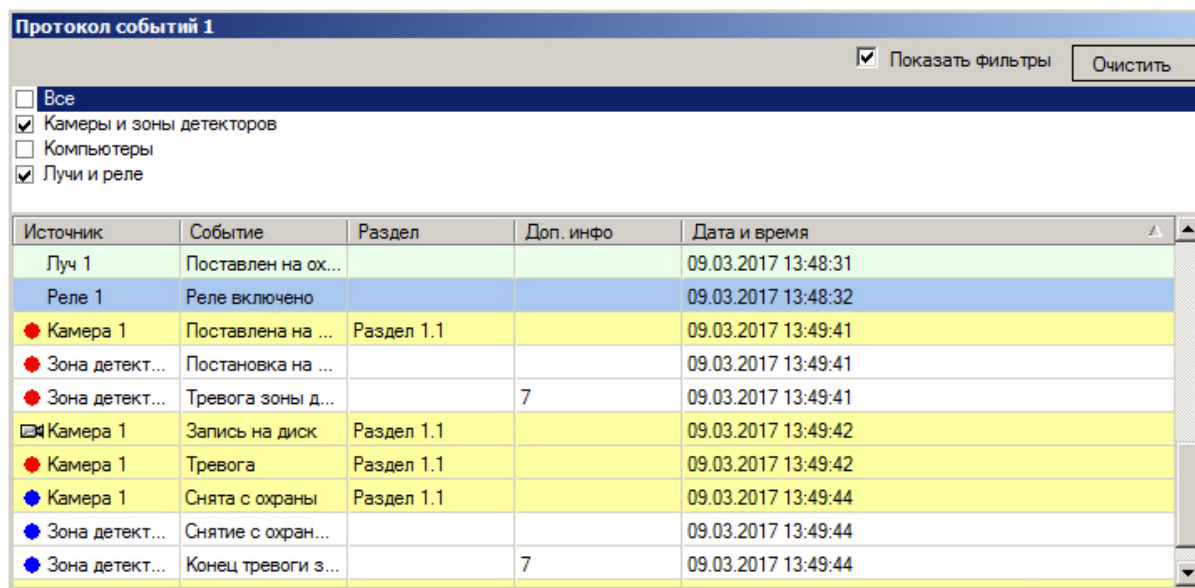 Протокол событий 1
Показать фильтры Очистить
Все
Камеры и зоны детекторов
Компьютеры
Лучи и реле
Источник Событие Раздел Доп. инфо Дата и время
Луч 1 Поставлен на ох... 09.03.2017 13:48:31
Реле 1 Реле включено 09.03.2017 13:48:32
Камера 1 Поставлена на ... Раздел 1.1 09.03.2017 13:49:41
Зона детект... Постановка на ... 09.03.2017 13:49:41
Зона детект... Тревога зоны д... 7 09.03.2017 13:49:41
Камера 1 Запись на диск Раздел 1.1 09.03.2017 13:49:42
Камера 1 Тревога Раздел 1.1 09.03.2017 13:49:42
Камера 1 Снята с охраны Раздел 1.1 09.03.2017 13:49:44
Зона детект... Снятие с охран... 09.03.2017 13:49:44
Зона детект... Конец тревоги з... 7 09.03.2017 13:49:44